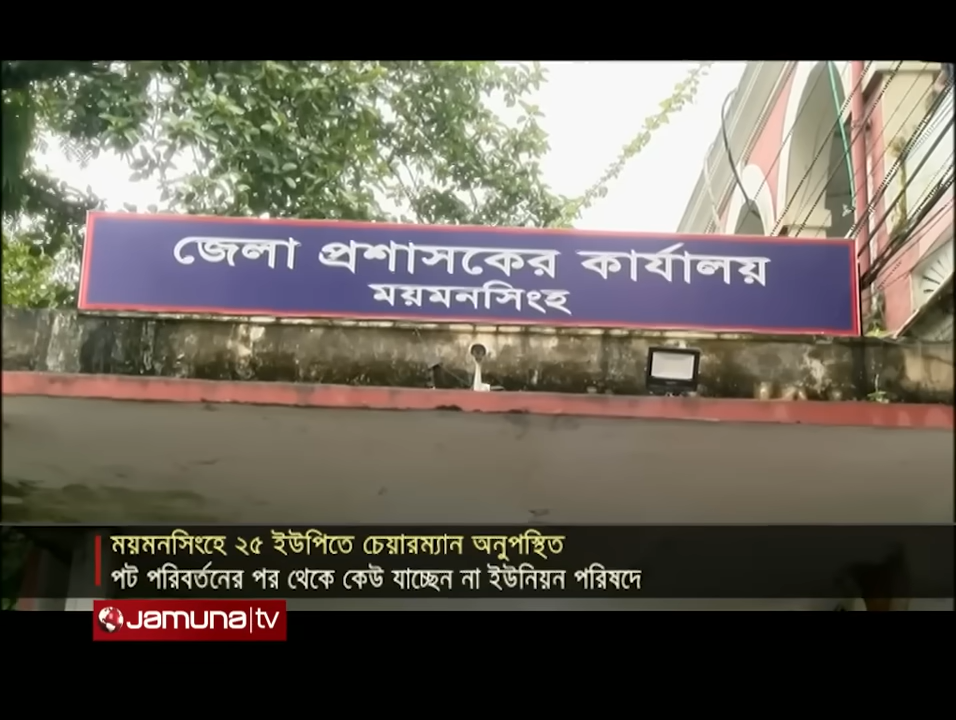 জেলা প্রশাসকের কার্যালয়
ময়মনসিংহ
ময়মনসিংহে ২৫ ইউপিতে চেয়ারম্যান অনুপস্থিত
পট পরিবর্তনের পর থেকে কেউ যাচ্ছেন না ইউনিয়ন পরিষদে
Jamuna|tv